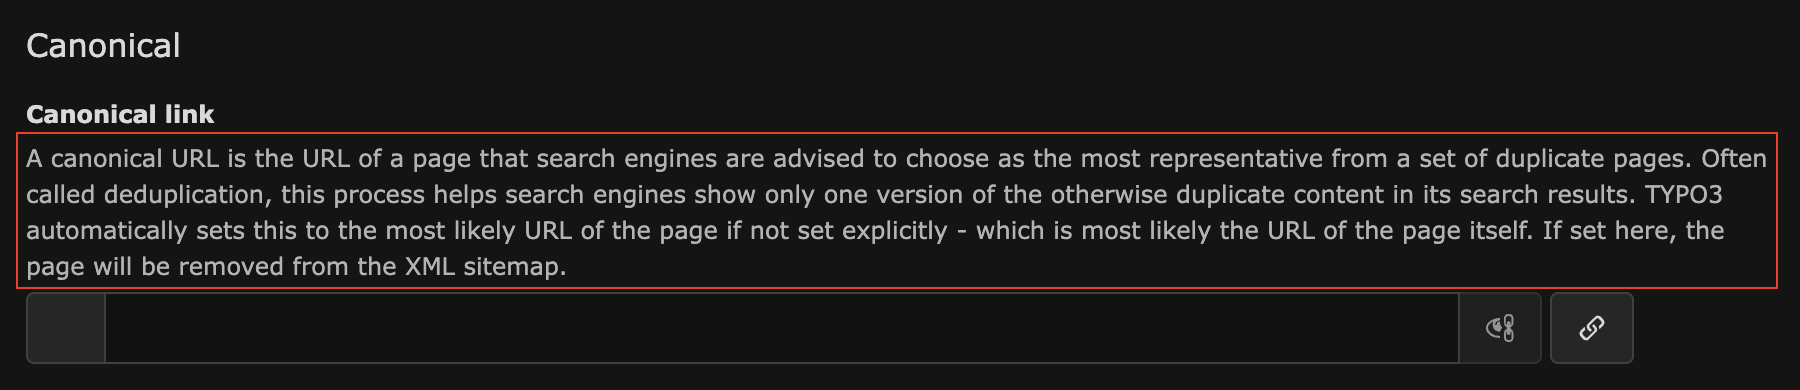 Canonical
Canonical link
A canonical URL is the URL of a page that search engines are advised to choose as the most representative from a set of duplicate pages. Often
called deduplication, this process helps search engines show only one version of the otherwise duplicate content in its search results. TYPO3
automatically sets this to the most likely URL of the page if not set explicitly - which is most likely the URL of the page itself. If set here, the
page will be removed from the XML sitemap.